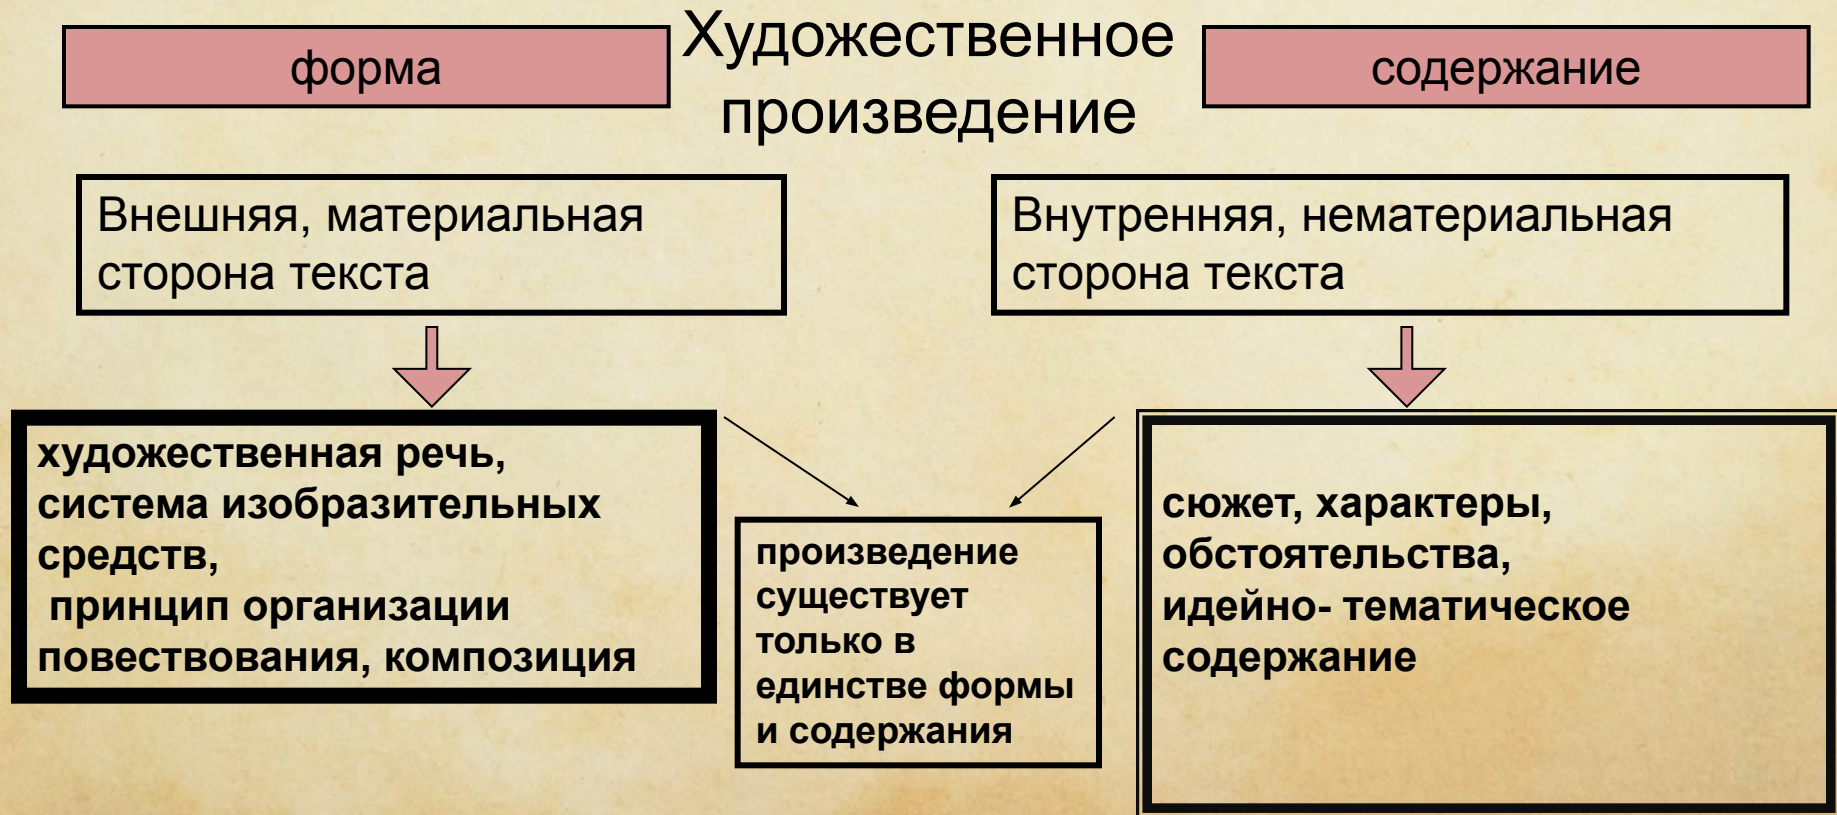 Художественное
произведение
форма
содержание
Внешняя, материальная
сторона текста
Внутренняя, нематериальная
сторона текста
художественная речь,
система изобразительных
средств,
принцип организации
повествования, композиция
произведение
существует
только в
единстве формы
и содержания
сюжет, характеры,
обстоятельства,
идейно- тематическое
содержание